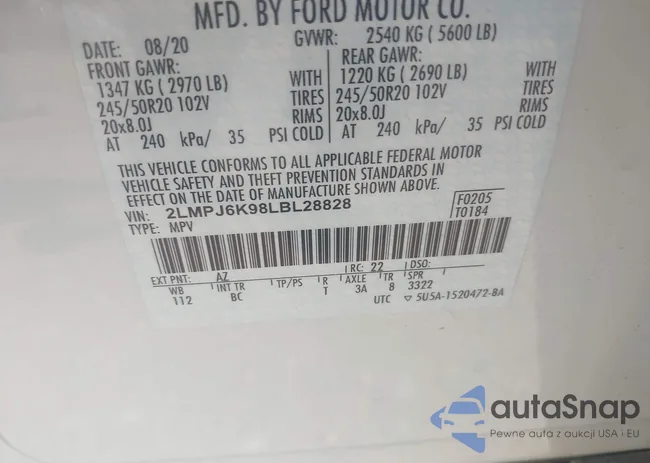 MFD. BY FORD MOTOR CO.
DATE: 08/20 GVWR: 2540 KG ( 5600 LB)
FRONT GAWR: REAR GAWR:
1347 KG ( 2970 LB) WITH 1220 KG ( 2690 LB) WITH
245/50R20 102V TIRES 245/50R20 102V TIRES
20x8.0J RIMS 20x8.0J RIMS
AT 240 kPa/ 35 PSI COLD AT 240 kPa/ 35 PSI COLD
THIS VEHICLE CONFORMS TO ALL APPLICABLE FEDERAL MOTOR
VEHICLE SAFETY AND THEFT PREVENTION STANDARDS IN
EFFECT ON THE DATE OF MANUFACTURE SHOWN ABOVE.
VIN: 2LMPJ6K98LBL28828 F0205
TYPE: MPV T0184
EXT PNT: AZ RC: 22 DSO:
WB INT TR TP/PS R AXLE TR SPR
112 BC T 3A 8 3322
UTC ▽ 5U5A-1520472-BA
autaSnap
Pewne auta z aukcji USA i EU